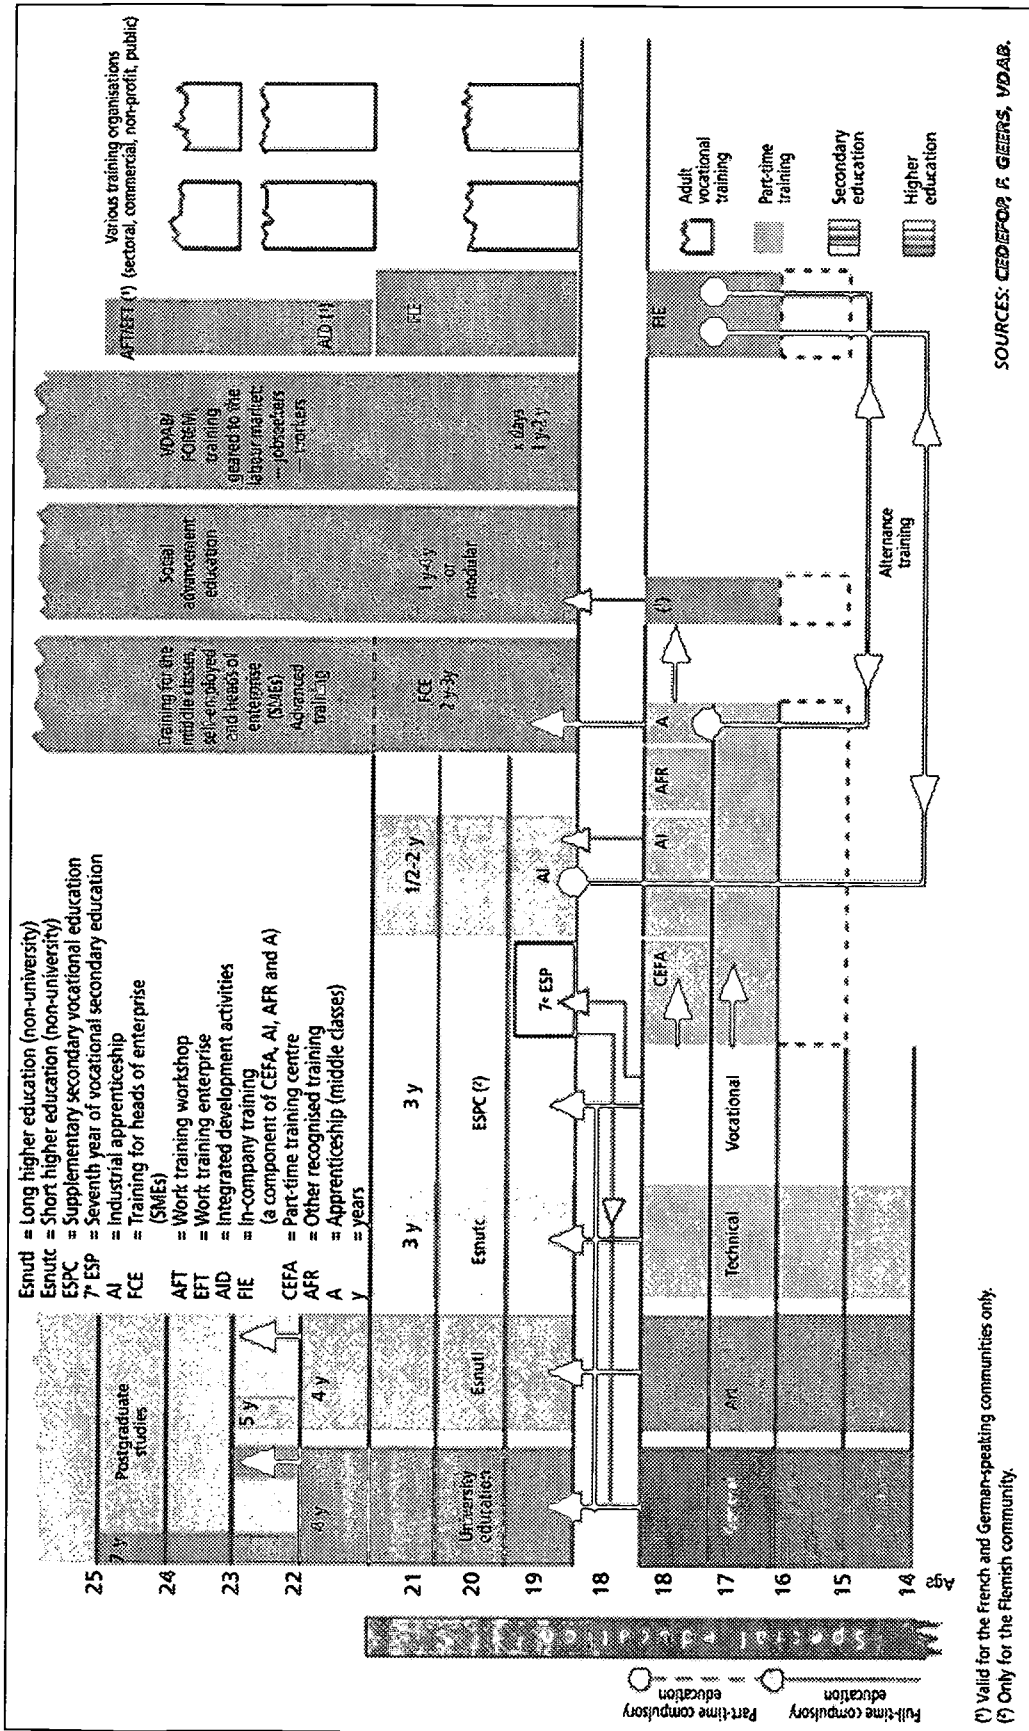 Esnutl = Long higher education (non-university)
Esnutc = Short higher education (non-university)
ESPC = Supplementary secondary vocational education
7e ESP = Seventh year of vocational secondary education
AI = Industrial apprenticeship
FCE = Training for heads of enterprise
(SMEs)
AFT = Work training workshop
EFT = Work training enterprise
AID = Integrated development activities
FIE = In-company training
(a component of CEFA, AI, AFR and A)
CEFA = Part-time training centre
AFR = Other recognised training
A = Apprenticeship (middle classes)
y = years
Various training organisations
(sectoral, commercial, non-profit, public)
AFT/EFT (¹)
AID (¹)
FIE
VDAB/
FOREM,
training
geared to the
labour market:
— jobseekers
— workers
x days
1 y-2 y
Social
advancement
education
or
modular
Training for the
middle classes,
self-employed
and heads of
enterprise
(SMEs)
Advanced
training
FCE
2 y-3 y
1/2-2 y
AI
7e ESP
3 y
ESPC (²)
3 y
Esnutc
Postgraduate
studies
5 y
4 y
Esnutl
7 y
4 y
University
education
25
24
23
22
21
20
19
18
18
17
16
15
14
Age
General
Art
Technical
Vocational
CEFA
AI
AFR
A
(¹)
FIE
Alternance
training
Adult
vocational
training
Part-time
training
Secondary
education
Higher
education
Special education
Part-time compulsory
education
Full-time compulsory
education
(¹) Valid for the French and German-speaking communities only.
(²) Only for the Flemish community.
SOURCES: CEDEFOP, F. GEERS, VDAB.